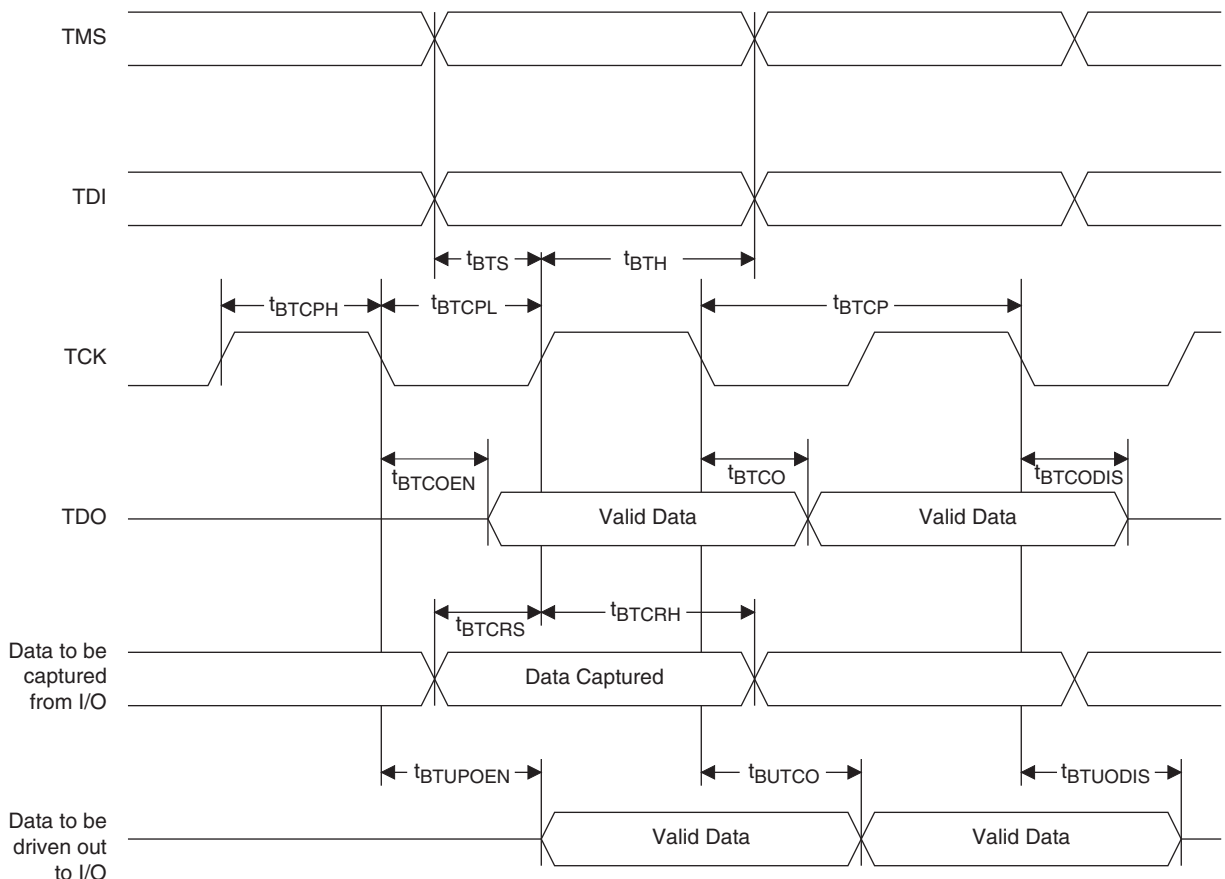 TMS
TDI
tBTS
tBTH
tBTCPH
tBTCPL
tBTCP
TCK
tBTCOEN
tBTCO
tBTCODIS
TDO
Valid Data
Valid Data
tBTCRS
tBTCRH
Data to be
captured
from I/O
Data Captured
tBTUPOEN
tBUTCO
tBTUODIS
Data to be
driven out
to I/O
Valid Data
Valid Data